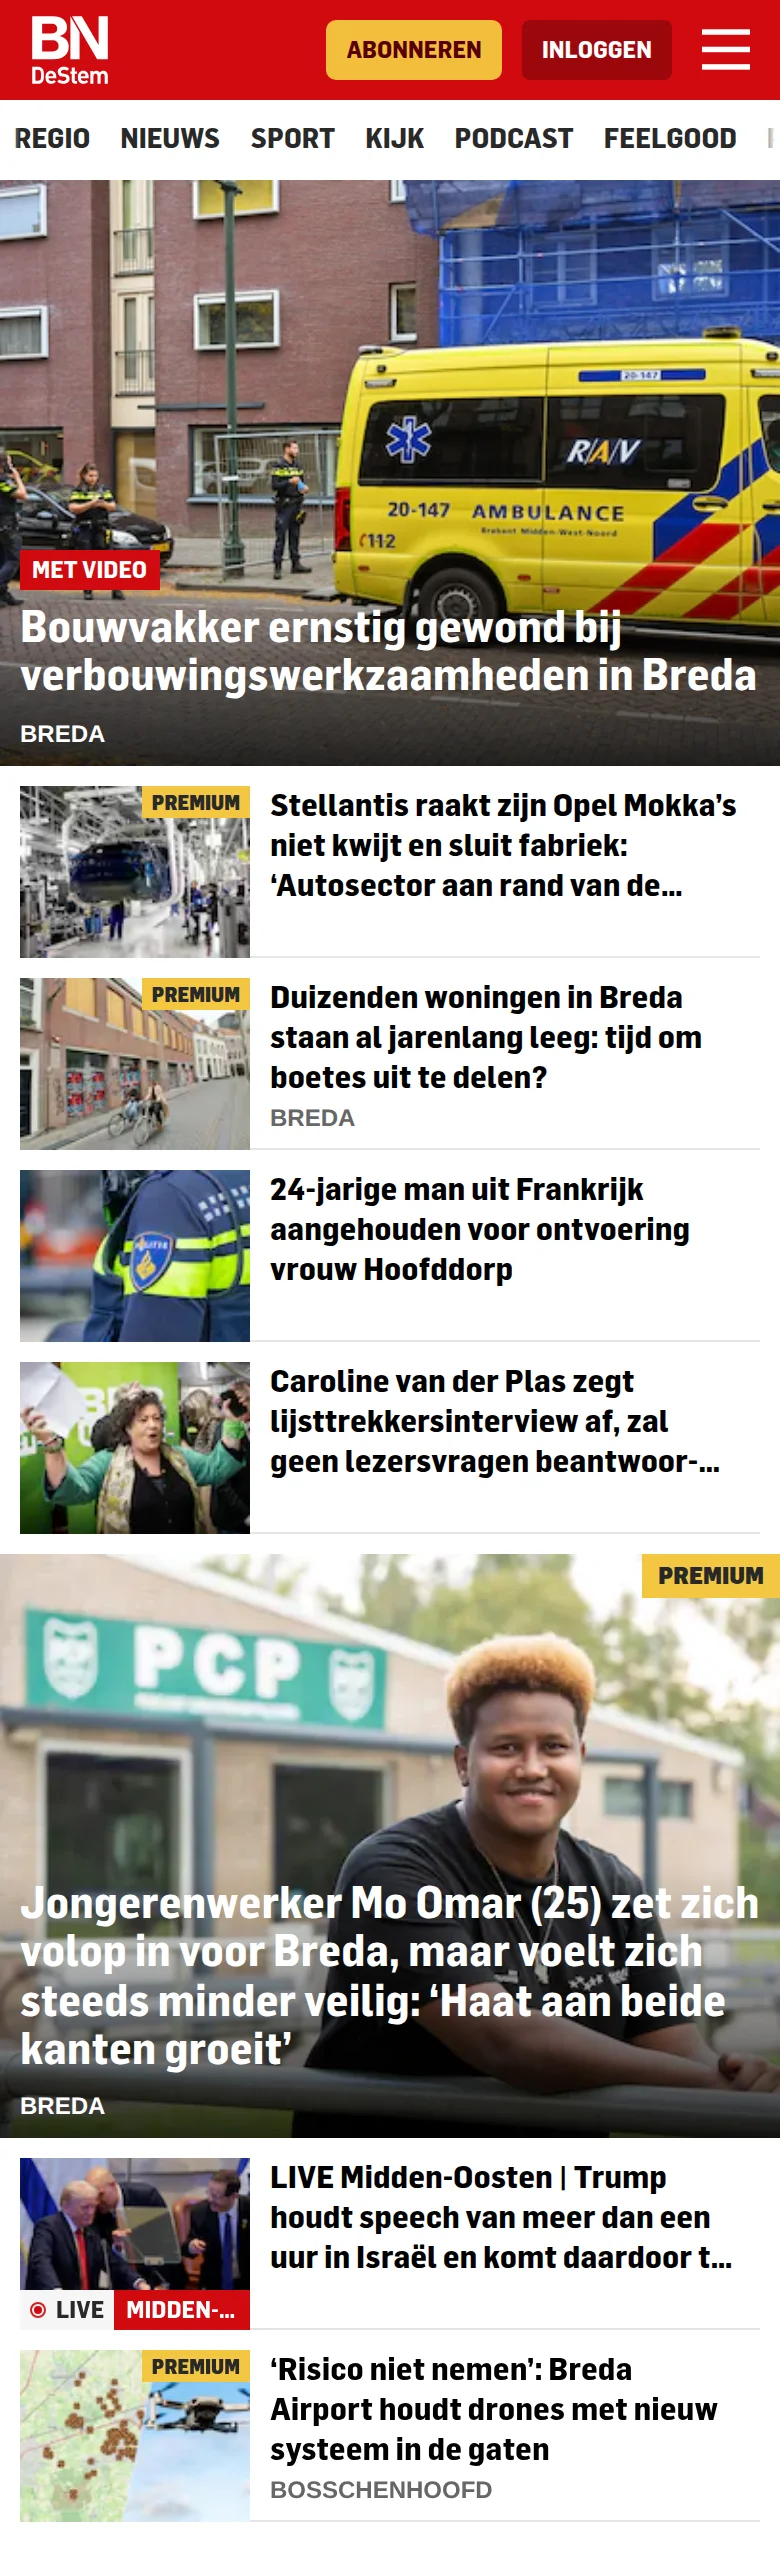 BN
DeStem
ABONNEREN
INLOGGEN
REGIO NIEUWS SPORT KIJK PODCAST FEELGOOD
20-147
RAV
20-147 AMBULANCE
Brabant Midden-West-Noord
112
MET VIDEO
Bouwvakker ernstig gewond bij
verbouwingswerkzaamheden in Breda
BREDA
PREMIUM
Stellantis raakt zijn Opel Mokka’s
niet kwijt en sluit fabriek:
‘Autosector aan rand van de...
PREMIUM
Duizenden woningen in Breda
staan al jarenlang leeg: tijd om
boetes uit te delen?
BREDA
POLITIE
24-jarige man uit Frankrijk
aangehouden voor ontvoering
vrouw Hoofddorp
Caroline van der Plas zegt
lijsttrekkersinterview af, zal
geen lezersvragen beantwoor-...
PREMIUM
PCP
Jongerenwerker Mo Omar (25) zet zich
volop in voor Breda, maar voelt zich
steeds minder veilig: ‘Haat aan beide
kanten groeit’
BREDA
LIVE
MIDDEN-...
LIVE Midden-Oosten | Trump
houdt speech van meer dan een
uur in Israël en komt daardoor t...
PREMIUM
‘Risico niet nemen’: Breda
Airport houdt drones met nieuw
systeem in de gaten
BOSSCHENHOOFD